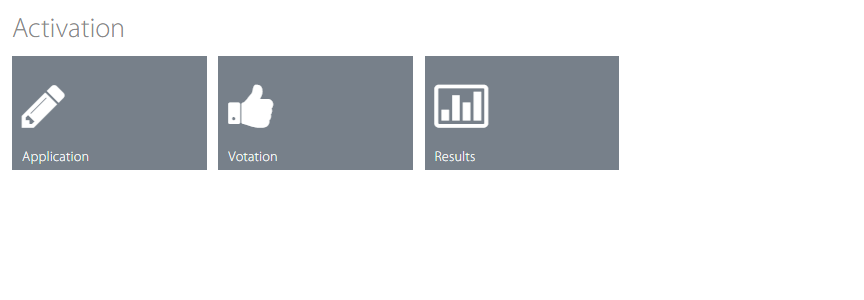 Activation
Application
Votation
Results